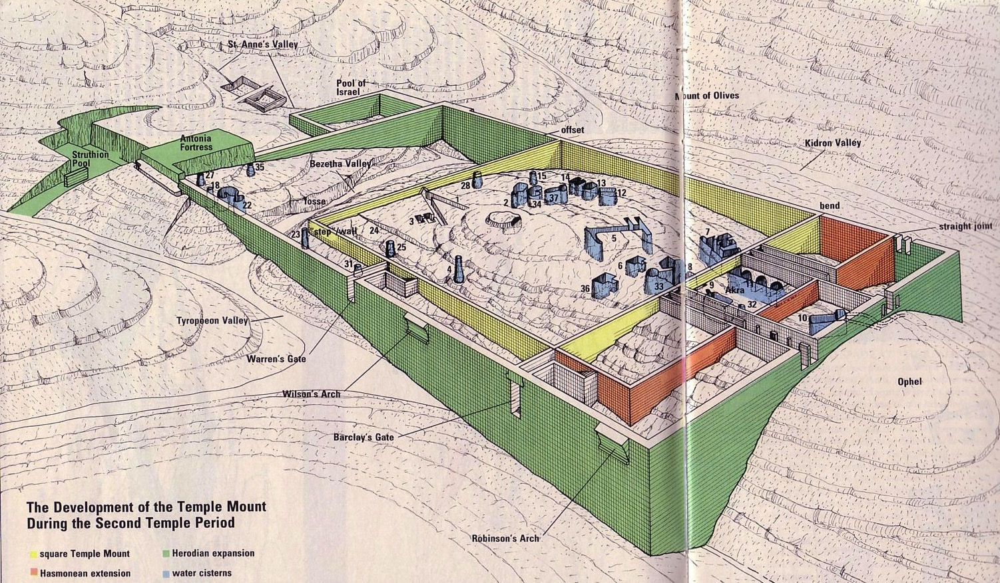 St. Anne's Valley
Pool of
Israel
Mount of Olives
offset
Kidron Valley
Antonia
Fortress
Struthion
Pool
Bezetha Valley
35
27
18
22
fosse
28
15
14
13
12
2
34
37
1
3
bend
straight joint
23
"step"/wall
24
25
5
7
31
4
6
8
36
33
9
Akra
11
32
10
Tyropoeon Valley
Warren's Gate
Wilson's Arch
Ophel
Barclay's Gate
Robinson's Arch
The Development of the Temple Mount
During the Second Temple Period
square Temple Mount
Herodian expansion
Hasmonean extension
water cisterns